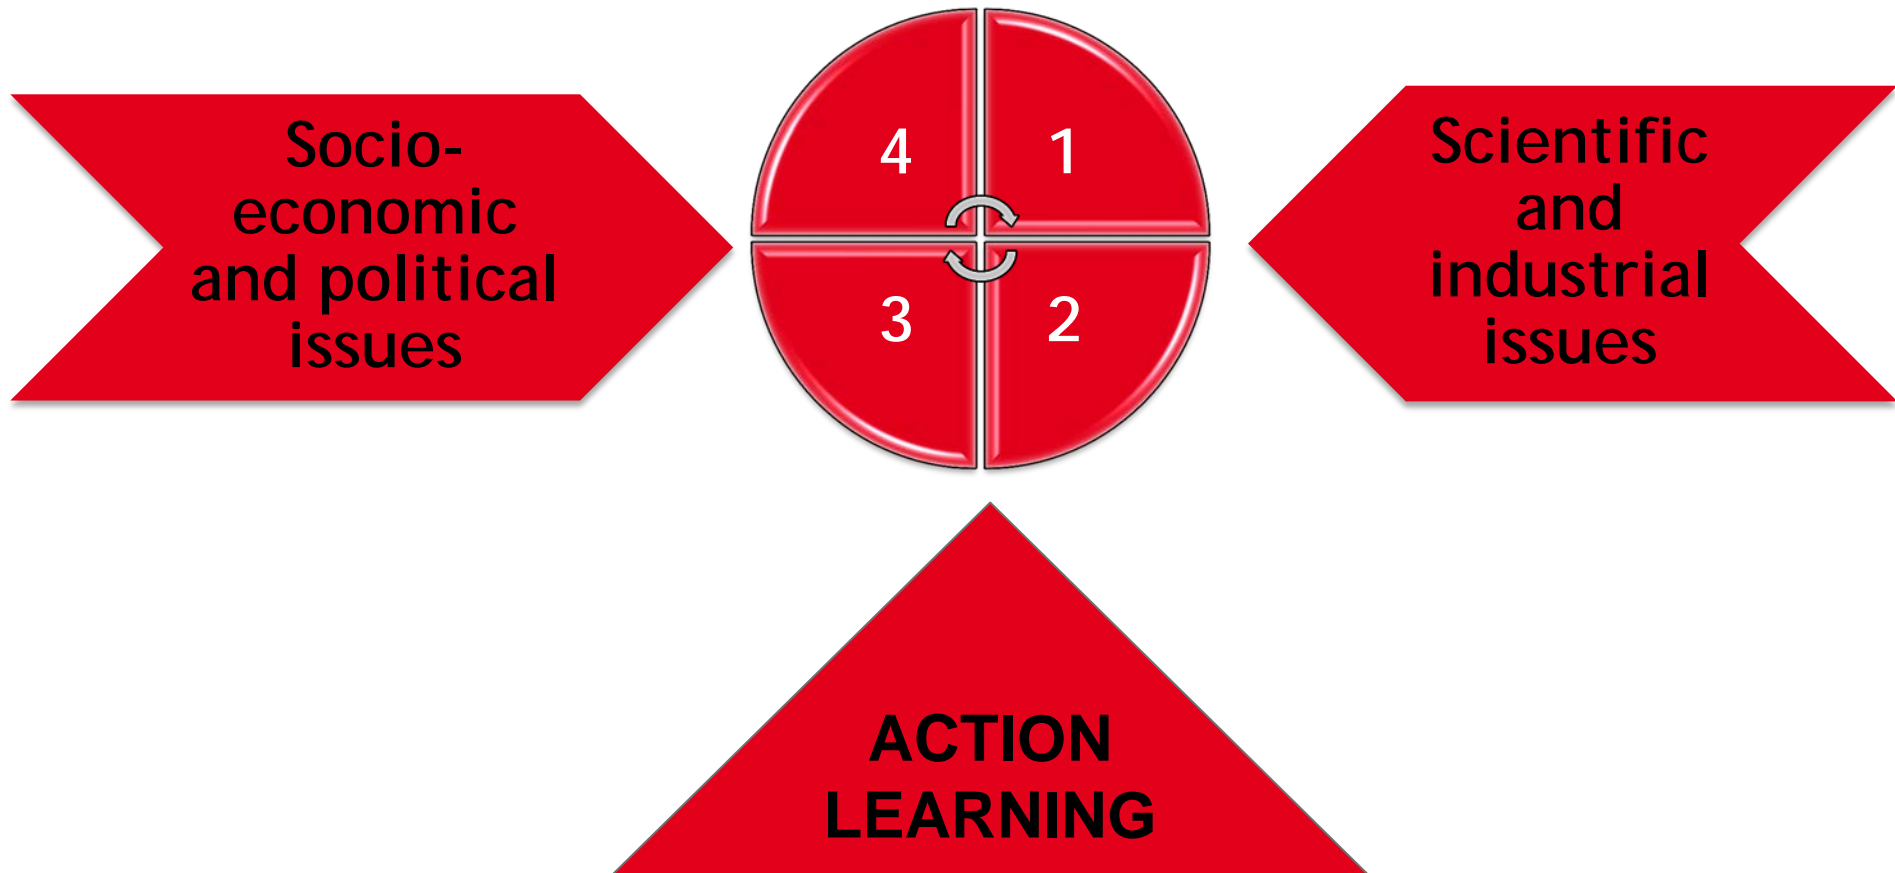 Socio-
economic
and political
issues
4
1
3
2
Scientific
and
industrial
issues
ACTION
LEARNING